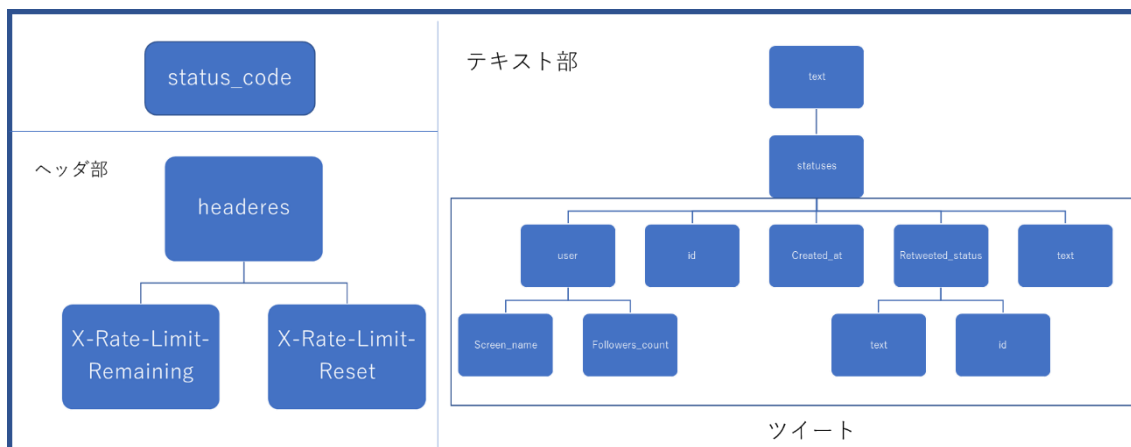 status_code
ヘッダ部
headeres
X-Rate-Limit-
Remaining
X-Rate-Limit-
Reset
テキスト部
text
statuses
user
id
Created_at
Retweeted_status
text
Screen_name
Followers_count
text
id
ツイート